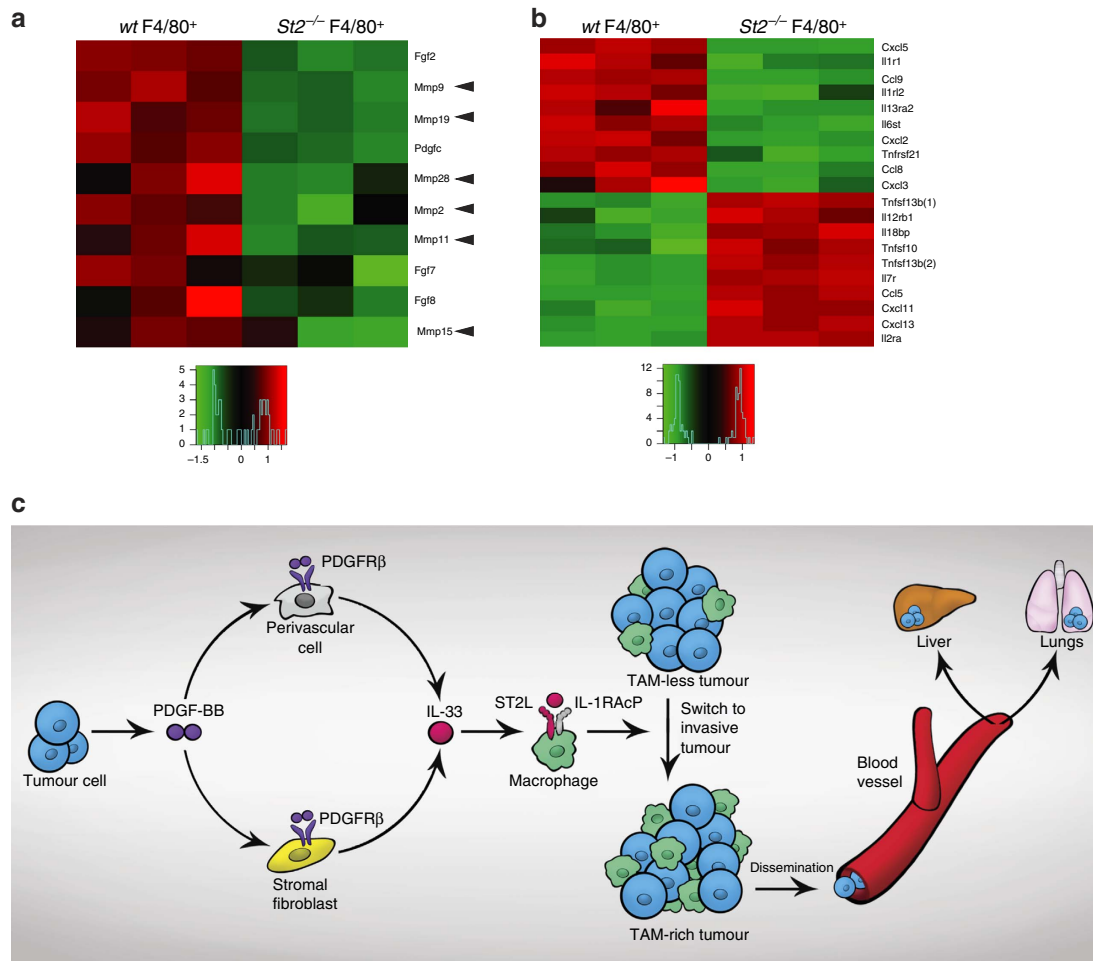 a
wt F4/80⁺
St2⁻/⁻ F4/80⁺
Fgf2
Mmp9
Mmp19
Pdgfc
Mmp28
Mmp2
Mmp11
Fgf7
Fgf8
Mmp15
5
4
3
2
1
0
−1.5 0 1
b
wt F4/80⁺
St2⁻/⁻ F4/80⁺
Cxcl5
Il1r1
Ccl9
Il1rl2
Il13ra2
Il6st
Cxcl2
Tnfrsf21
Ccl8
Cxcl3
Tnfsf13b(1)
Il12rb1
Il18bp
Tnfsf10
Tnfsf13b(2)
Il7r
Ccl5
Cxcl11
Cxcl13
Il2ra
12
8
4
0
−1 0 1
c
Tumour cell
PDGF-BB
PDGFRβ
Perivascular
cell
PDGFRβ
Stromal
fibroblast
IL-33
ST2L
IL-1RAcP
Macrophage
TAM-less tumour
Switch to
invasive
tumour
TAM-rich tumour
Dissemination
Blood
vessel
Liver
Lungs